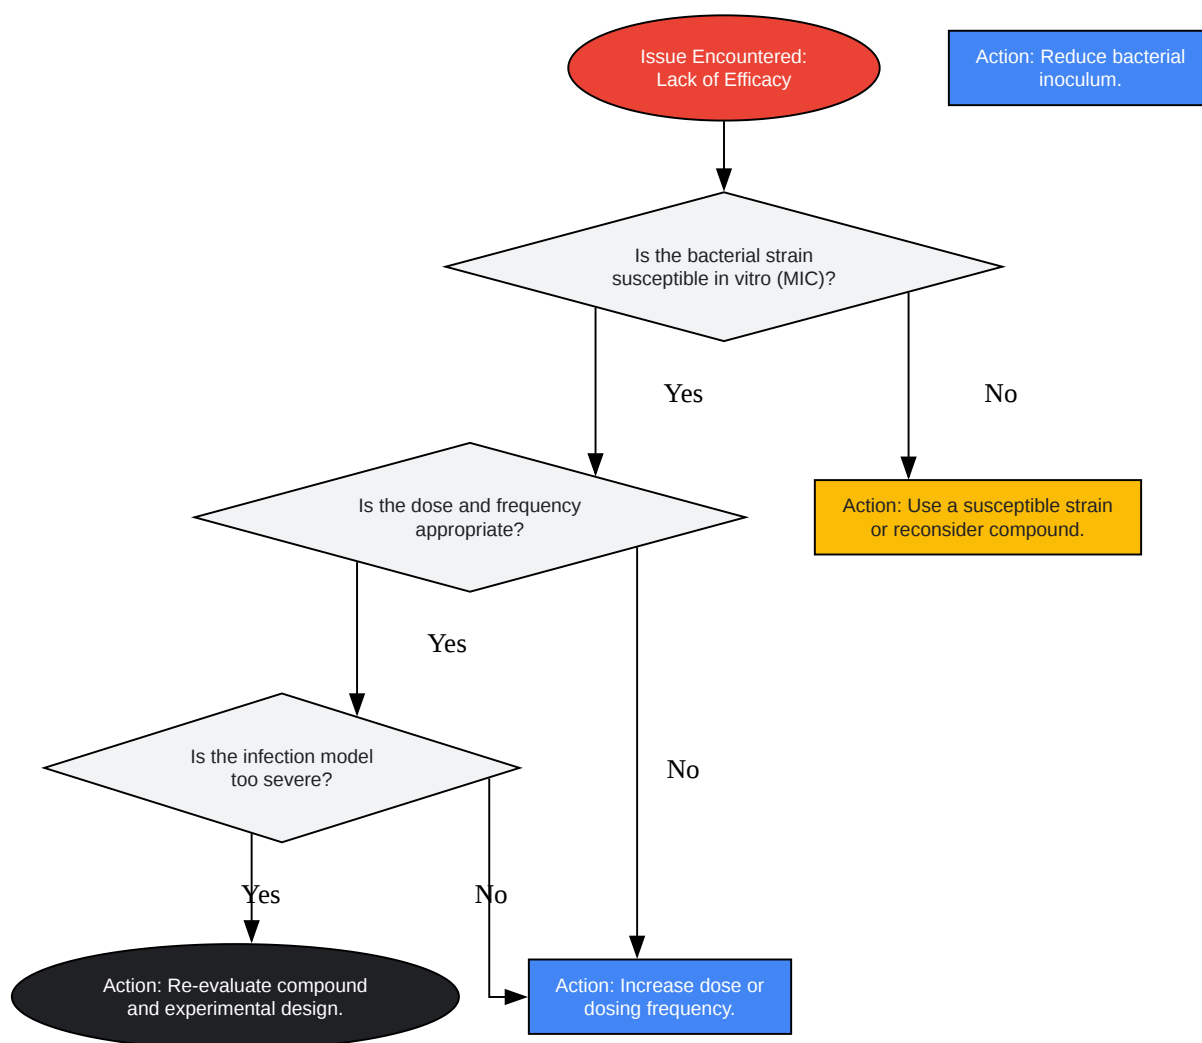 Issue Encountered:
Lack of Efficacy
Action: Reduce bacterial
inoculum.
Is the bacterial strain
susceptible in vitro (MIC)?
Yes
No
Is the dose and frequency
appropriate?
Action: Use a susceptible strain
or reconsider compound.
Yes
No
Is the infection model
too severe?
Yes
No
Action: Re-evaluate compound
and experimental design.
Action: Increase dose or
dosing frequency.